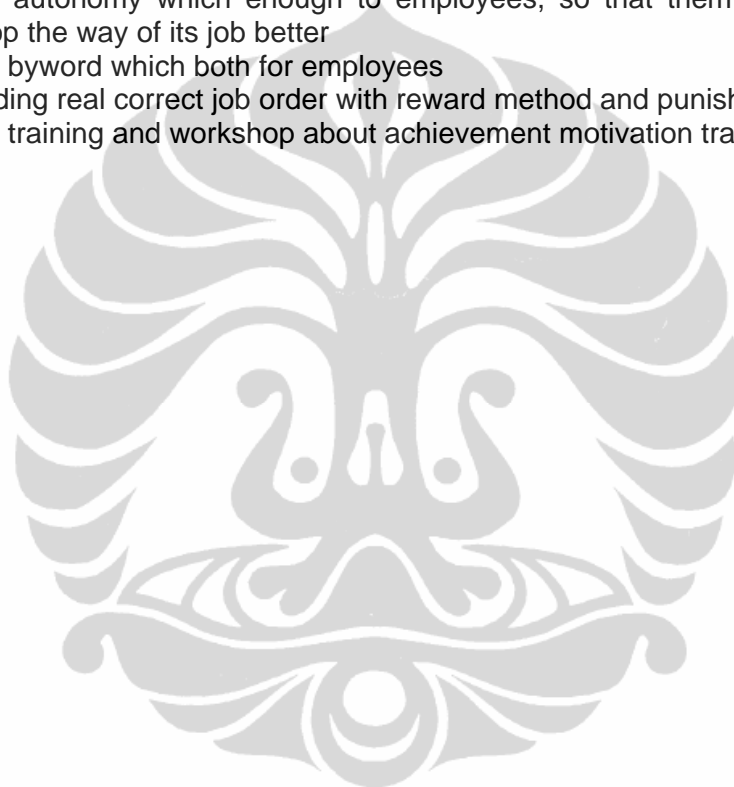 autonomy which enough to employees, so that them
op the way of its job better
byword which both for employees
ding real correct job order with reward method and punish
training and workshop about achievement motivation tra